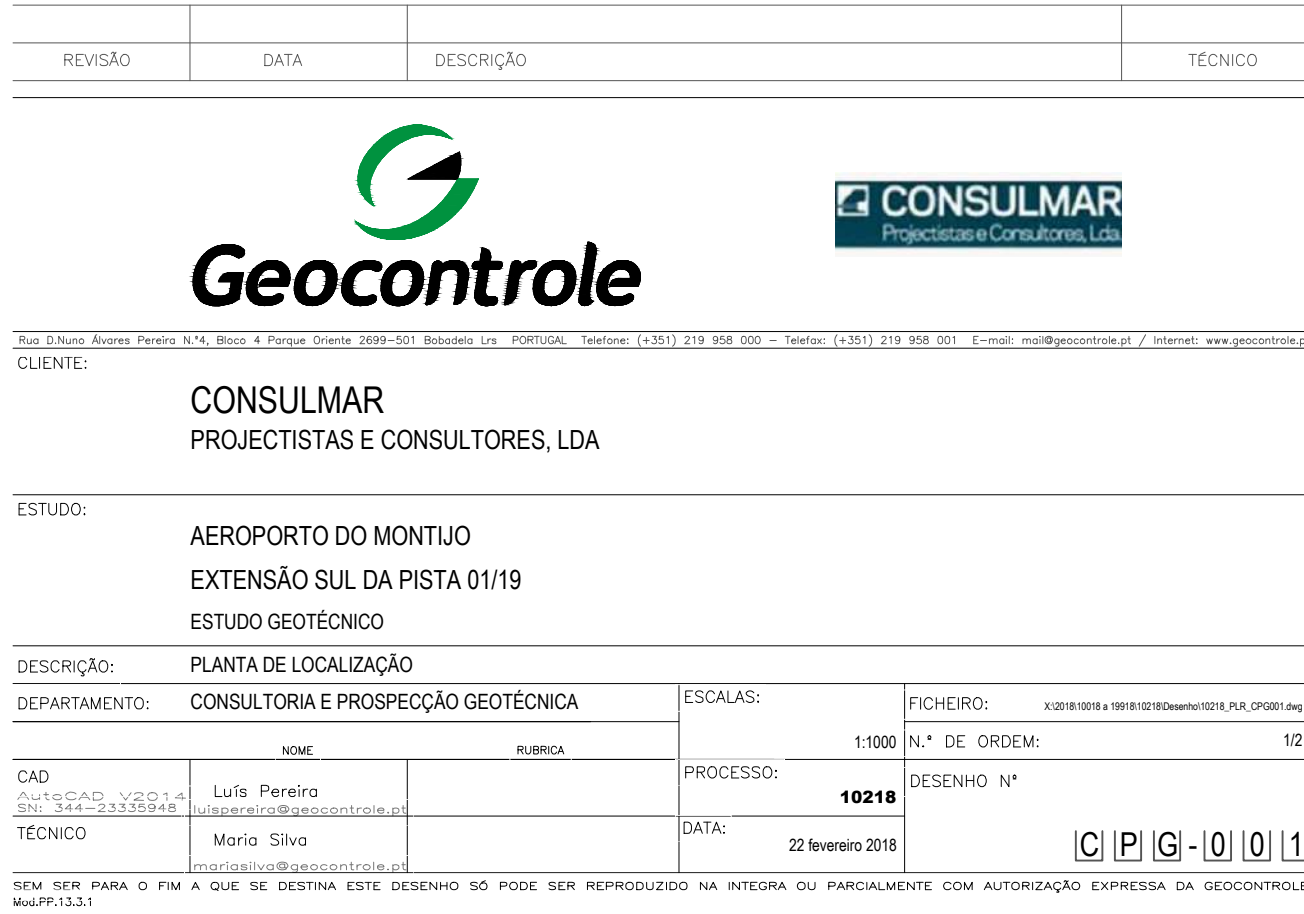 REVISÃO DATA DESCRIÇÃO TÉCNICO
Geocontrole
CONSULMAR
Projectistas e Consultores, Lda.
Rua D.Nuno Álvares Pereira N.º4, Bloco 4 Parque Oriente 2699-501 Bobadela Lrs PORTUGAL Telefone: (+351) 219 958 000 - Telefax: (+351) 219 958 001 E-mail: mail@geocontrole.pt / Internet: www.geocontrole.p
CLIENTE:
CONSULMAR
PROJECTISTAS E CONSULTORES, LDA
ESTUDO:
AEROPORTO DO MONTIJO
EXTENSÃO SUL DA PISTA 01/19
ESTUDO GEOTÉCNICO
DESCRIÇÃO: PLANTA DE LOCALIZAÇÃO
DEPARTAMENTO: CONSULTORIA E PROSPECÇÃO GEOTÉCNICA
NOME RUBRICA
ESCALAS:
1:1000
FICHEIRO: X:\2018\10018 a 19918\10218\Desenho\10218_PLR_CPG001.dwg
N.º DE ORDEM: 1/2
CAD
AutoCAD V2014
SN: 344-23335948
Luís Pereira
luispereira@geocontrole.pt
PROCESSO:
10218
DESENHO Nº
TÉCNICO
Maria Silva
mariasilva@geocontrole.pt
DATA:
22 fevereiro 2018
CPG-001
SEM SER PARA O FIM A QUE SE DESTINA ESTE DESENHO SÓ PODE SER REPRODUZIDO NA INTEGRA OU PARCIALMENTE COM AUTORIZAÇÃO EXPRESSA DA GEOCONTROLE
Mod.PP.13.3.1